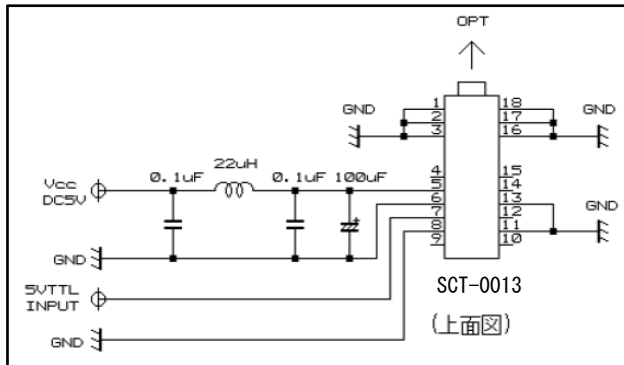 OPT
GND
1
2
3
4
5
6
7
8
9
18
17
16
15
14
13
12
11
10
GND
22uH
0.1uF
0.1uF
100uF
+
Vcc
DC5V
GND
GND
5VTTL
INPUT
GND
SCT-0013
(上面図)